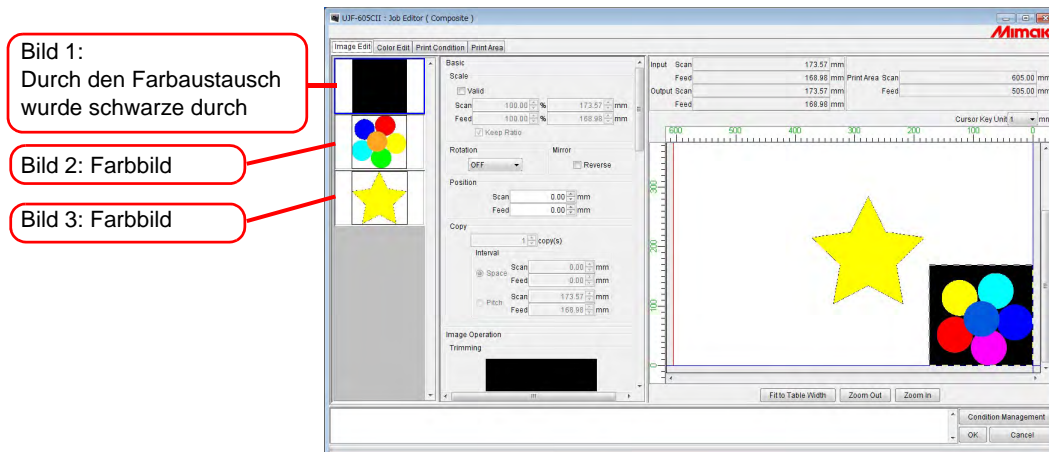 Bild 1:
Durch den Farbaustausch
wurde schwarze durch
Bild 2: Farbbild
Bild 3: Farbbild
UJF-605CII : Job Editor ( Composite )
Mimaki
Image Edit Color Edit Print Condition Print Area
Basic
Scale
Valid
Scan 100.00 % 173.57 mm
Feed 100.00 % 168.98 mm
Keep Ratio
Rotation Mirror
OFF Reverse
Position
Scan 0.00 mm
Feed 0.00 mm
Copy
1 copy(s)
Interval
Space
Scan 0.00 mm
Feed 0.00 mm
Pitch
Scan 173.57 mm
Feed 168.98 mm
Image Operation
Trimming
Input Scan 173.57 mm Print Area Scan 605.00 mm
Feed 168.98 mm Feed 505.00 mm
Output Scan 173.57 mm
Feed 168.98 mm
Cursor Key Unit 1 mm
600 500 400 300 200 100 0
300
200
100
0
Fit to Table Width Zoom Out Zoom In
Condition Management
OK Cancel